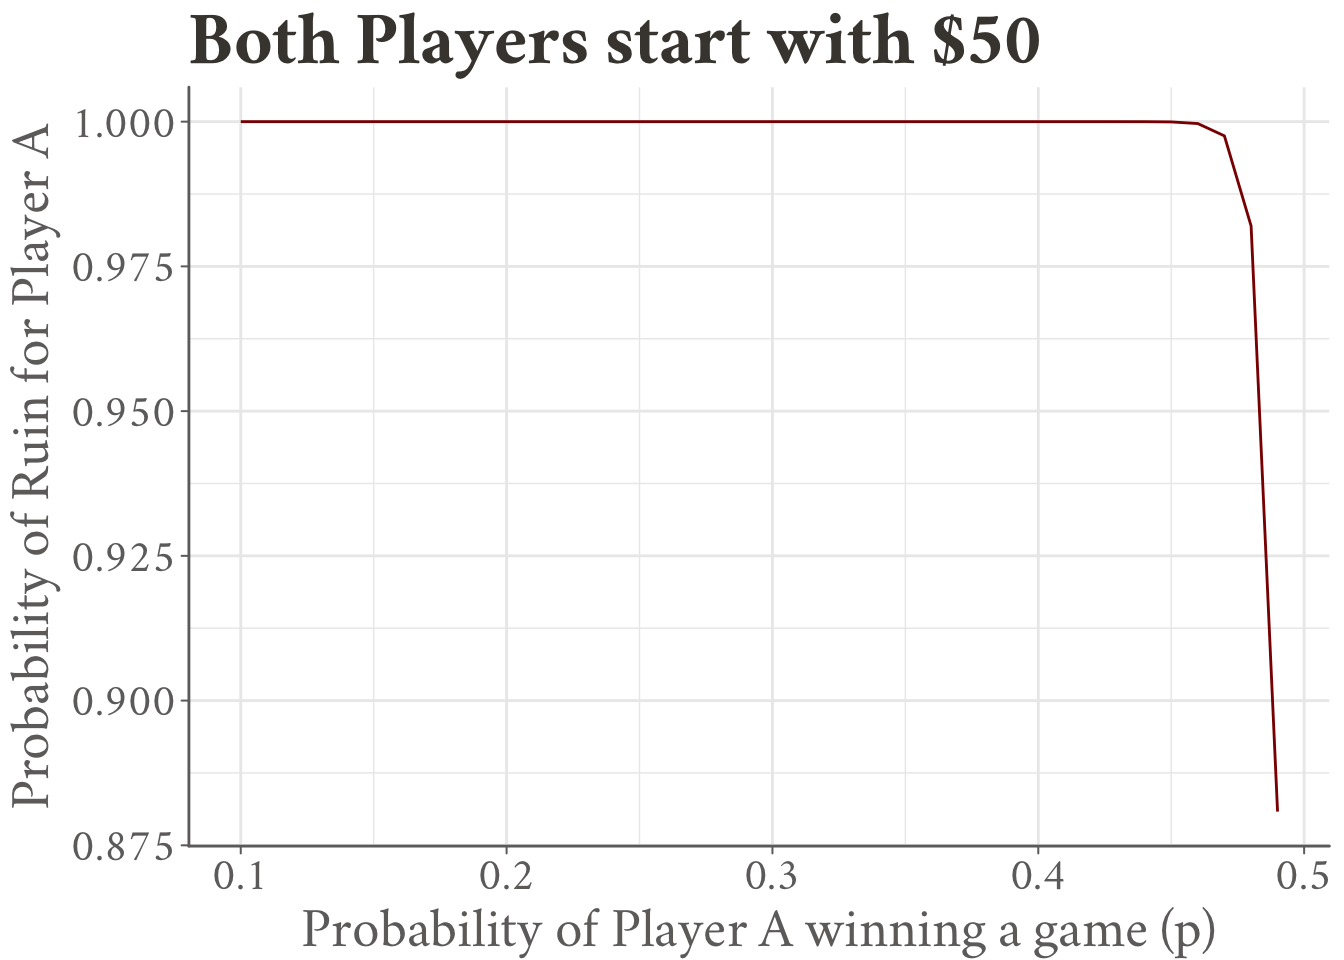 Both Players start with $50
Probability of Ruin for Player A
1.000
0.975
0.950
0.925
0.900
0.875
0.1 0.2 0.3 0.4 0.5
Probability of Player A winning a game (p)